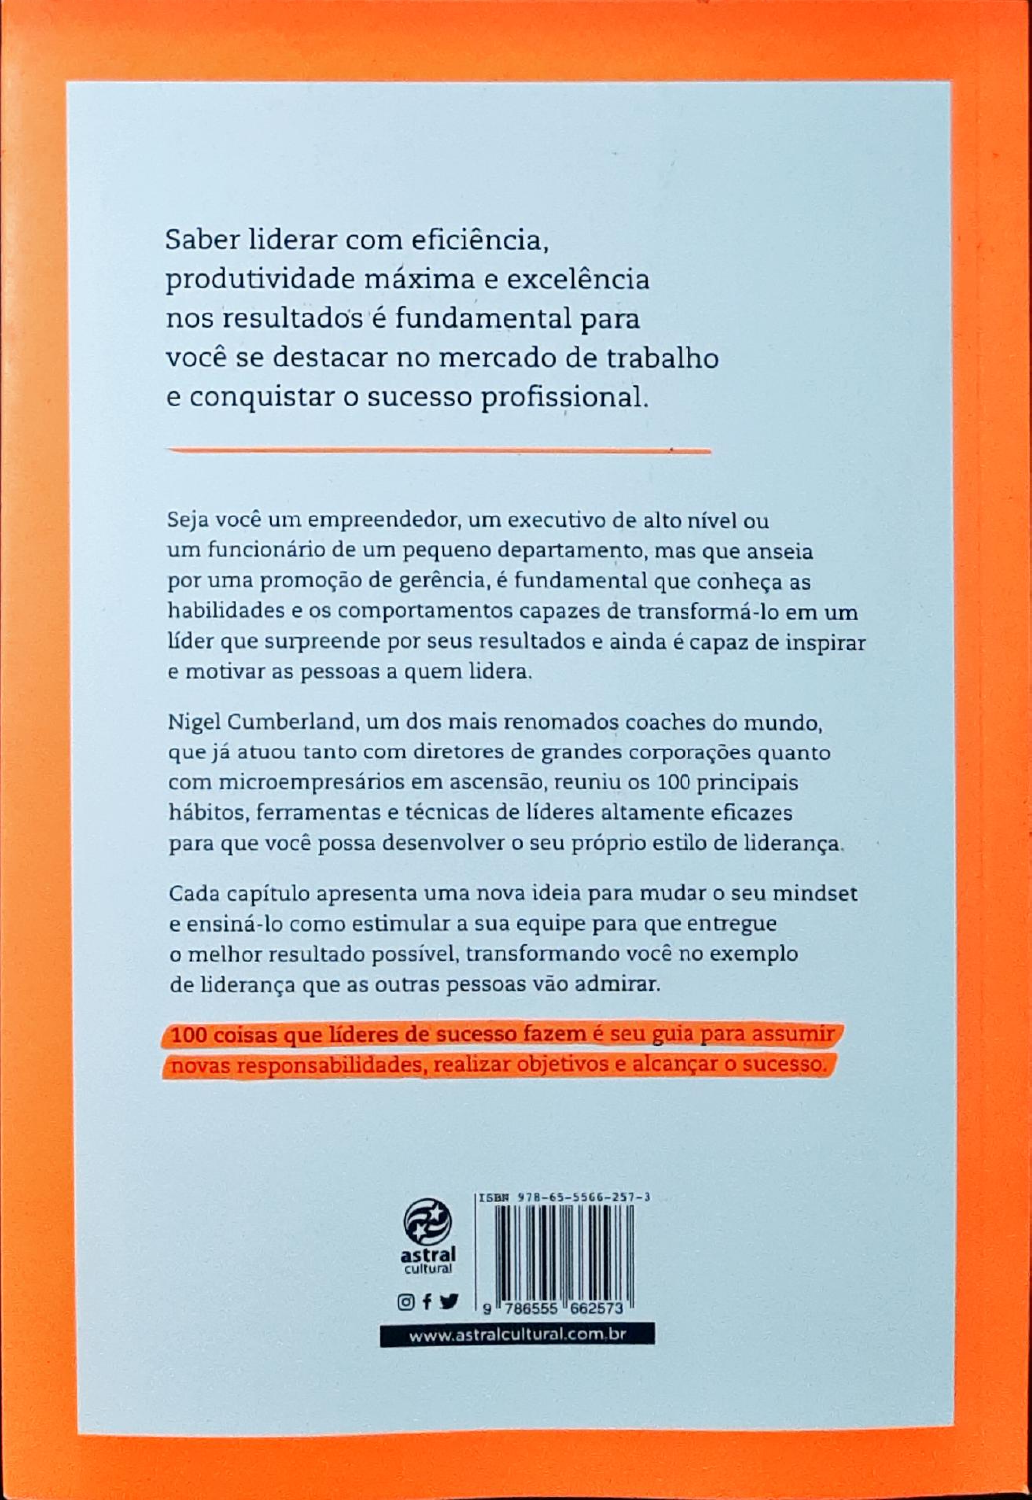 Saber liderar com eficiência,
produtividade máxima e excelência
nos resultados é fundamental para
você se destacar no mercado de trabalho
e conquistar o sucesso profissional.
Seja você um empreendedor, um executivo de alto nível ou
um funcionário de um pequeno departamento, mas que anseia
por uma promoção de gerência, é fundamental que conheça as
habilidades e os comportamentos capazes de transformá-lo em um
líder que surpreende por seus resultados e ainda é capaz de inspirar
e motivar as pessoas a quem lidera.
Nigel Cumberland, um dos mais renomados coaches do mundo,
que já atuou tanto com diretores de grandes corporações quanto
com microempresários em ascensão, reuniu os 100 principais
hábitos, ferramentas e técnicas de líderes altamente eficazes
para que você possa desenvolver o seu próprio estilo de liderança.
Cada capítulo apresenta uma nova ideia para mudar o seu mindset
e ensiná-lo como estimular a sua equipe para que entregue
o melhor resultado possível, transformando você no exemplo
de liderança que as outras pessoas vão admirar.
100 coisas que líderes de sucesso fazem é seu guia para assumir
novas responsabilidades, realizar objetivos e alcançar o sucesso.
ISBN 978-65-5566-257-3
astral
cultural
9 786555 662573
www.astralcultural.com.br